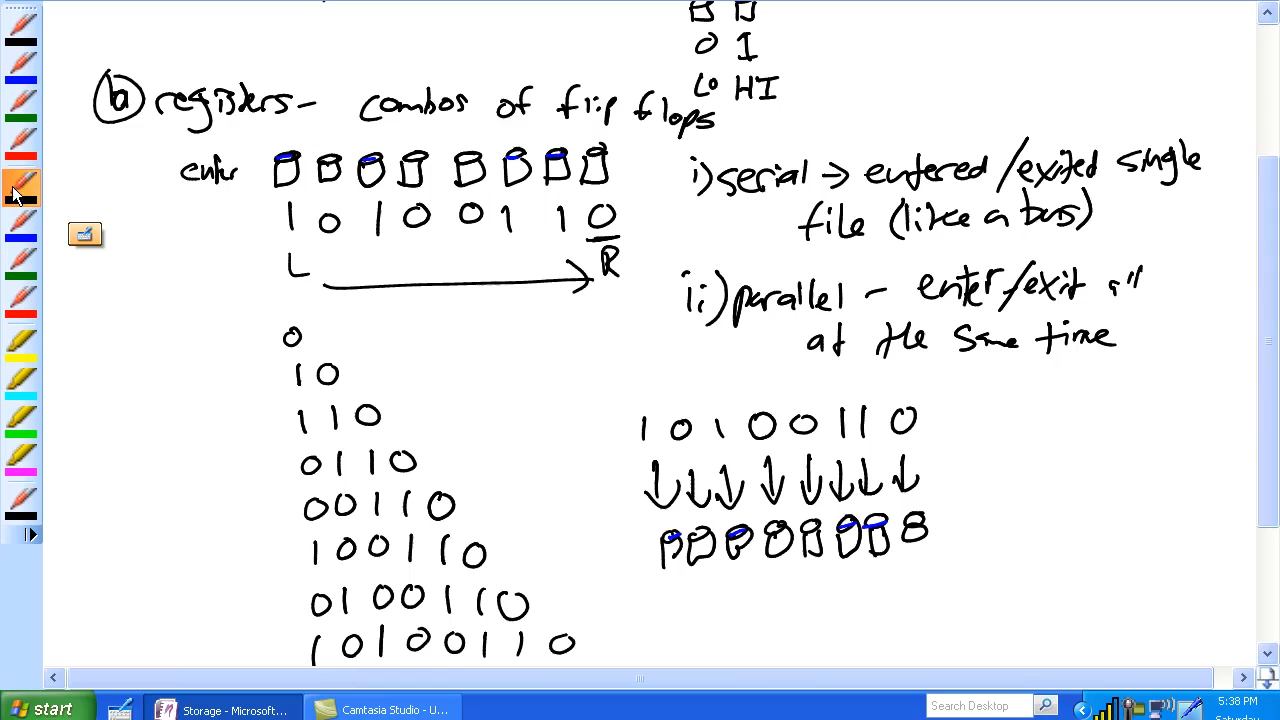 0 1
LO HI
b registers - combos of flip flops
enter
1 0 1 0 0 1 1 0
L R
i) serial → entered/exited single
file (like a bus)
ii) parallel - enter/exit all
at the same time
0
1 0
1 1 0
0 1 1 0
0 0 1 1 0
1 0 0 1 1 0
0 1 0 0 1 1 0
1 0 1 0 0 1 1 0
1 0 1 0 0 1 1 0
↓ ↓ ↓ ↓ ↓ ↓ ↓ ↓
start
Storage - Microsoft...
Camtasia Studio - U...
Search Desktop
5:38 PM
Saturday